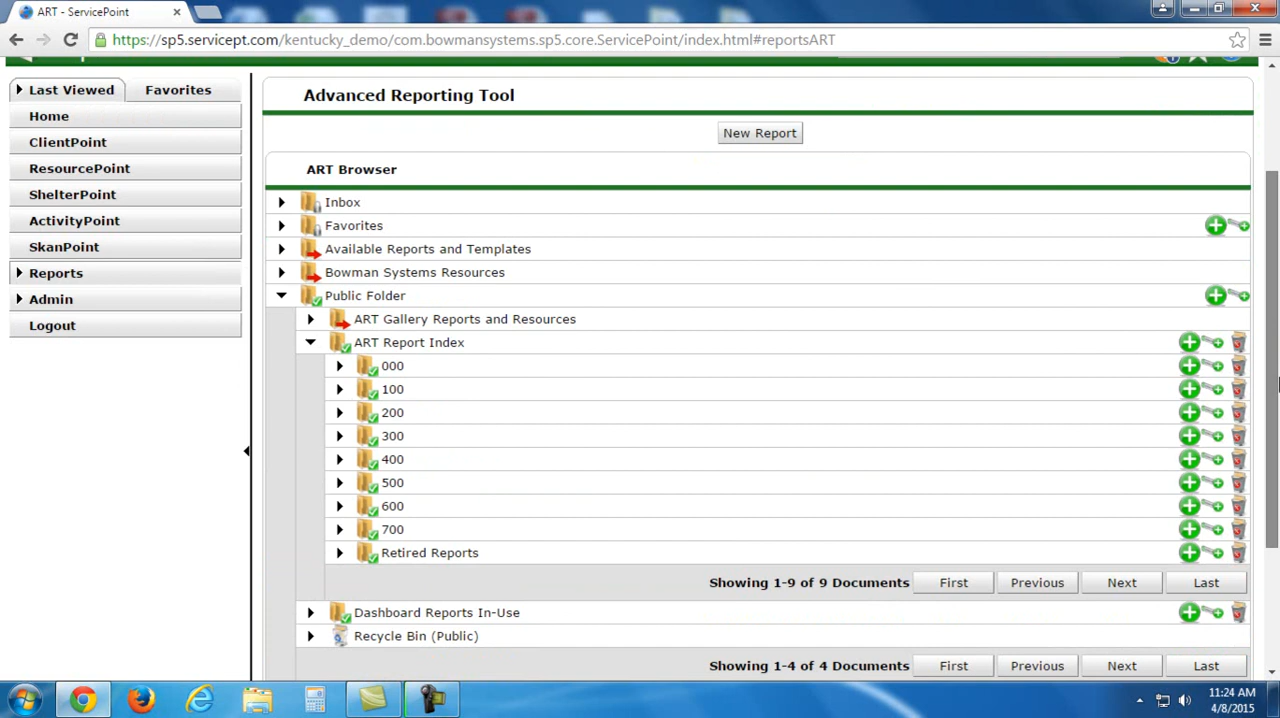 ART - ServicePoint
https://sp5.servicept.com/kentucky_demo/com.bowmansystems.sp5.core.ServicePoint/index.html#reportsART
Last Viewed Favorites
Home
ClientPoint
ResourcePoint
ShelterPoint
ActivityPoint
SkanPoint
Reports
Admin
Logout
Advanced Reporting Tool
New Report
ART Browser
Inbox
Favorites
Available Reports and Templates
Bowman Systems Resources
Public Folder
ART Gallery Reports and Resources
ART Report Index
000
100
200
300
400
500
600
700
Retired Reports
Showing 1-9 of 9 Documents First Previous Next Last
Dashboard Reports In-Use
Recycle Bin (Public)
Showing 1-4 of 4 Documents First Previous Next Last
11:24 AM
4/8/2015